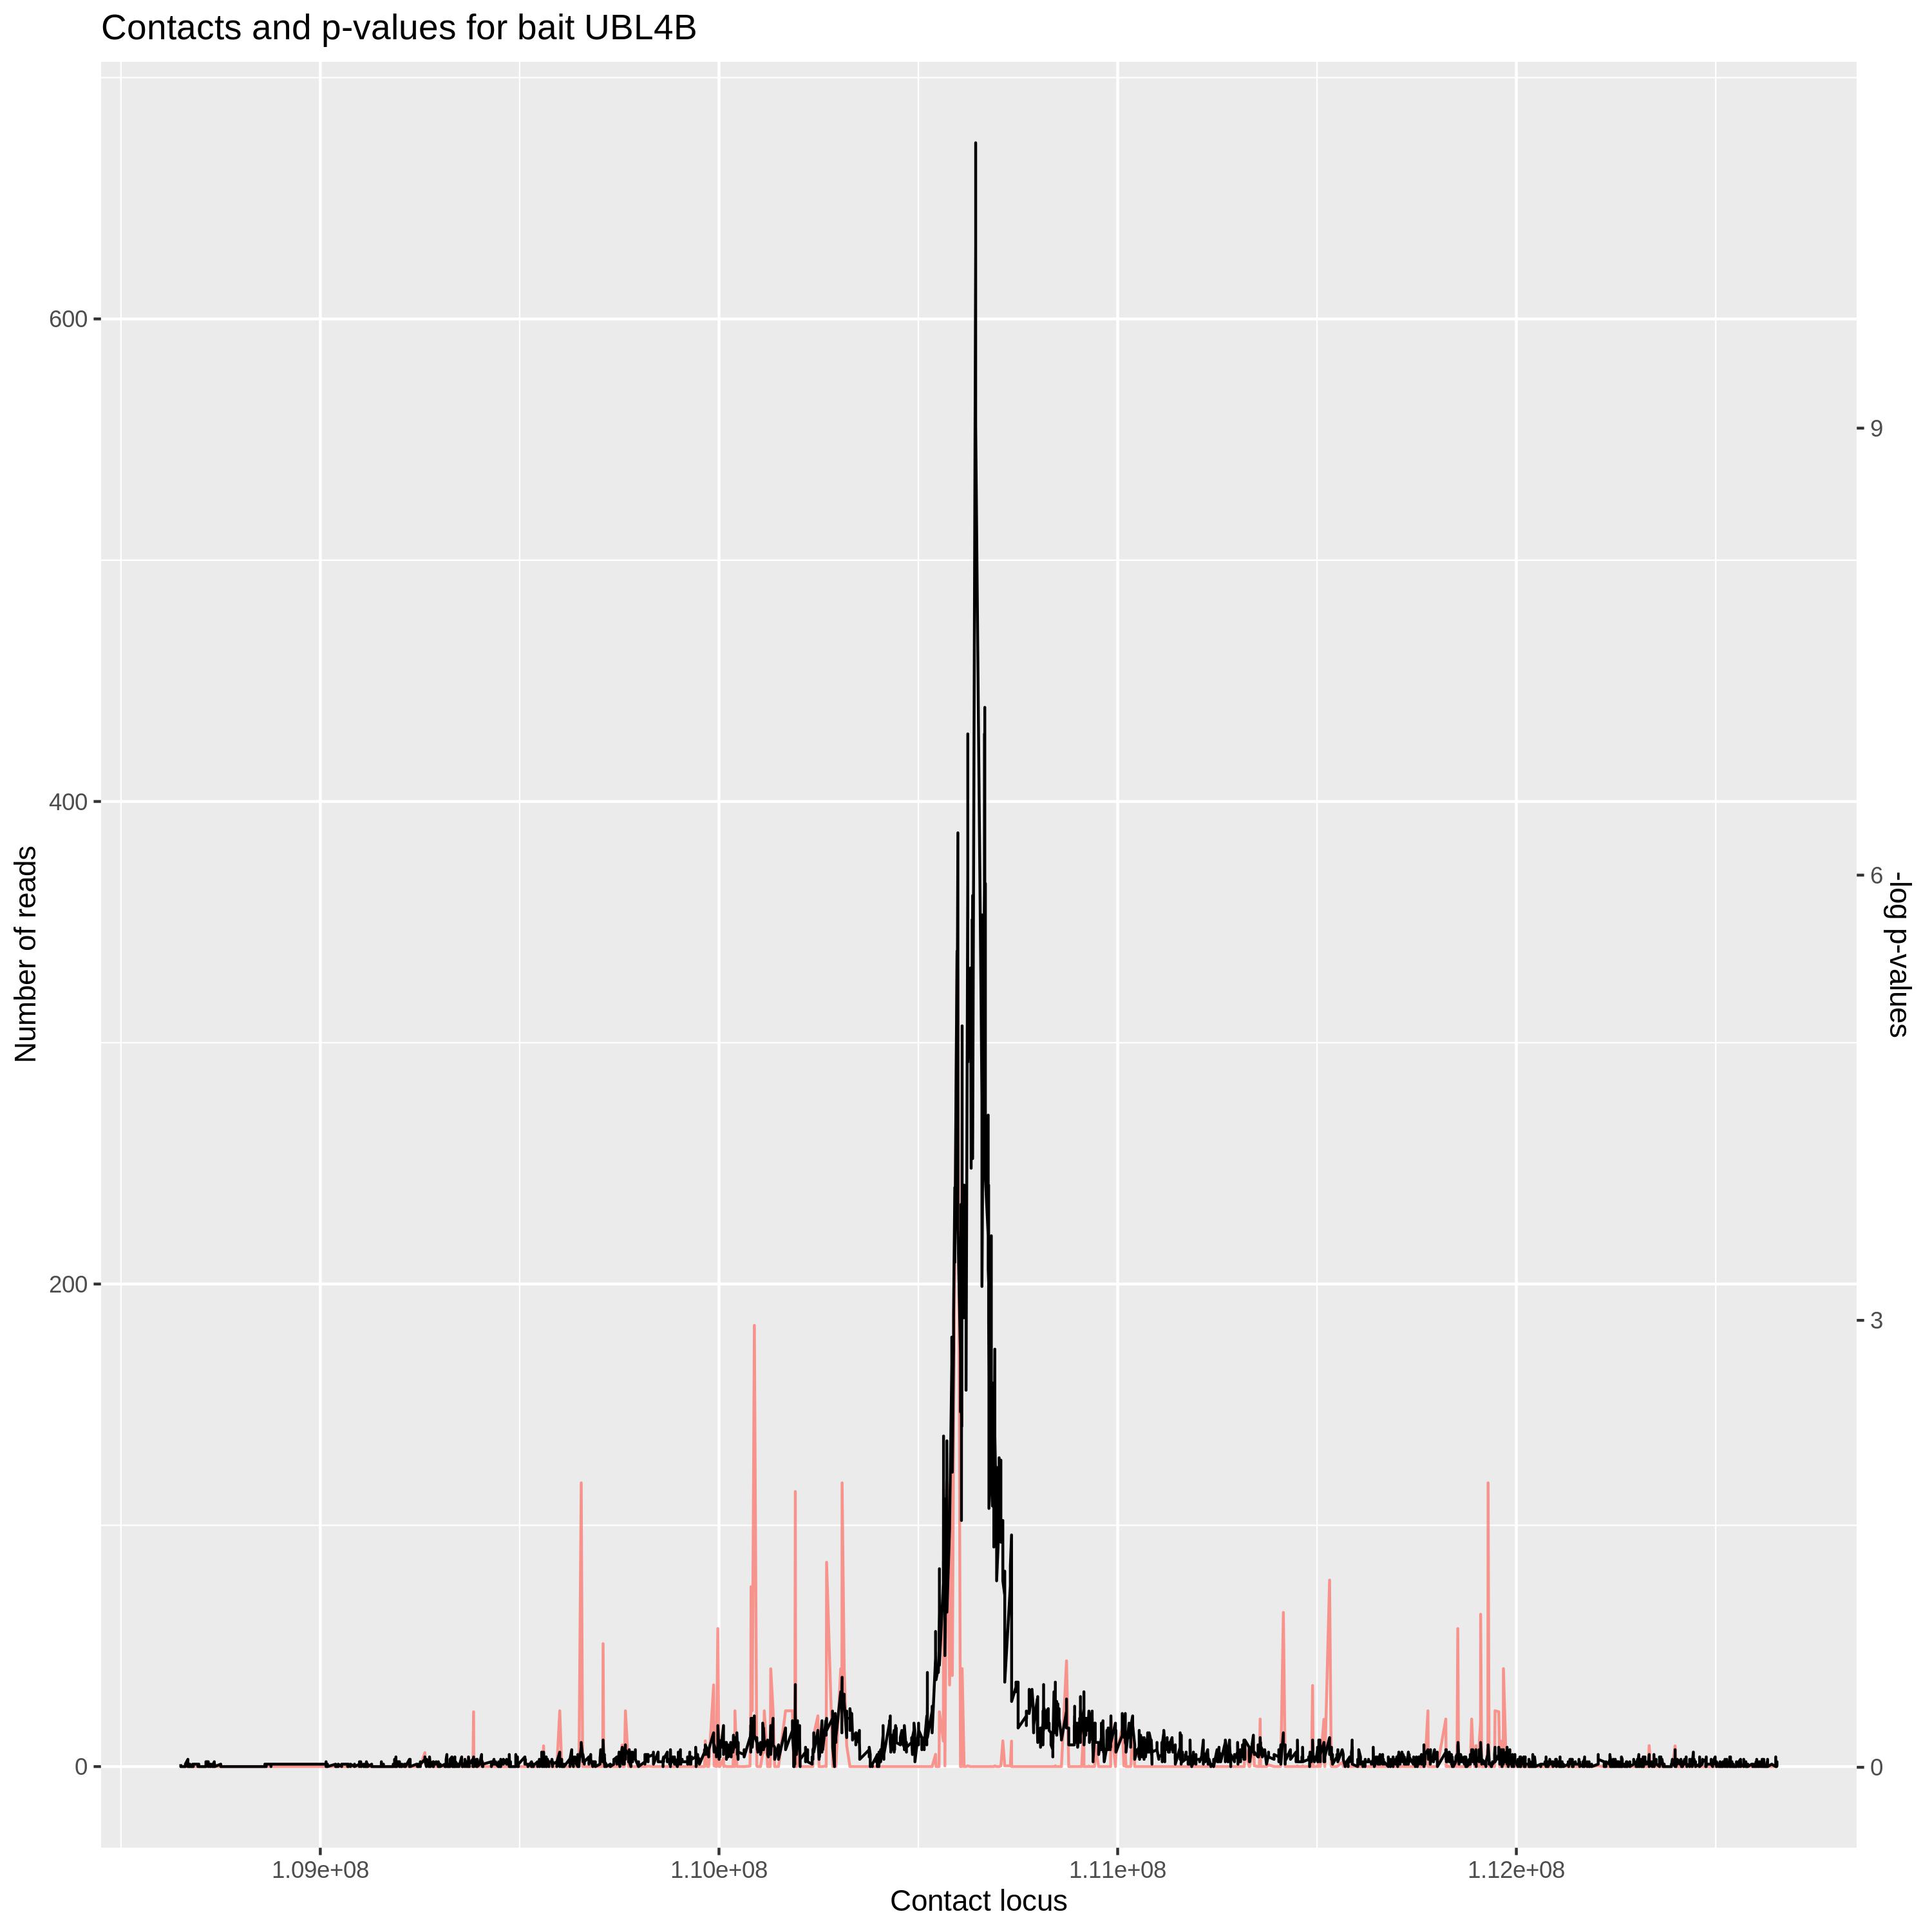 Contacts and p-values for bait UBL4B
600
400
200
0
Number of reads
9
6
3
0
-log p-values
1.09e+08
1.10e+08
1.11e+08
1.12e+08
Contact locus